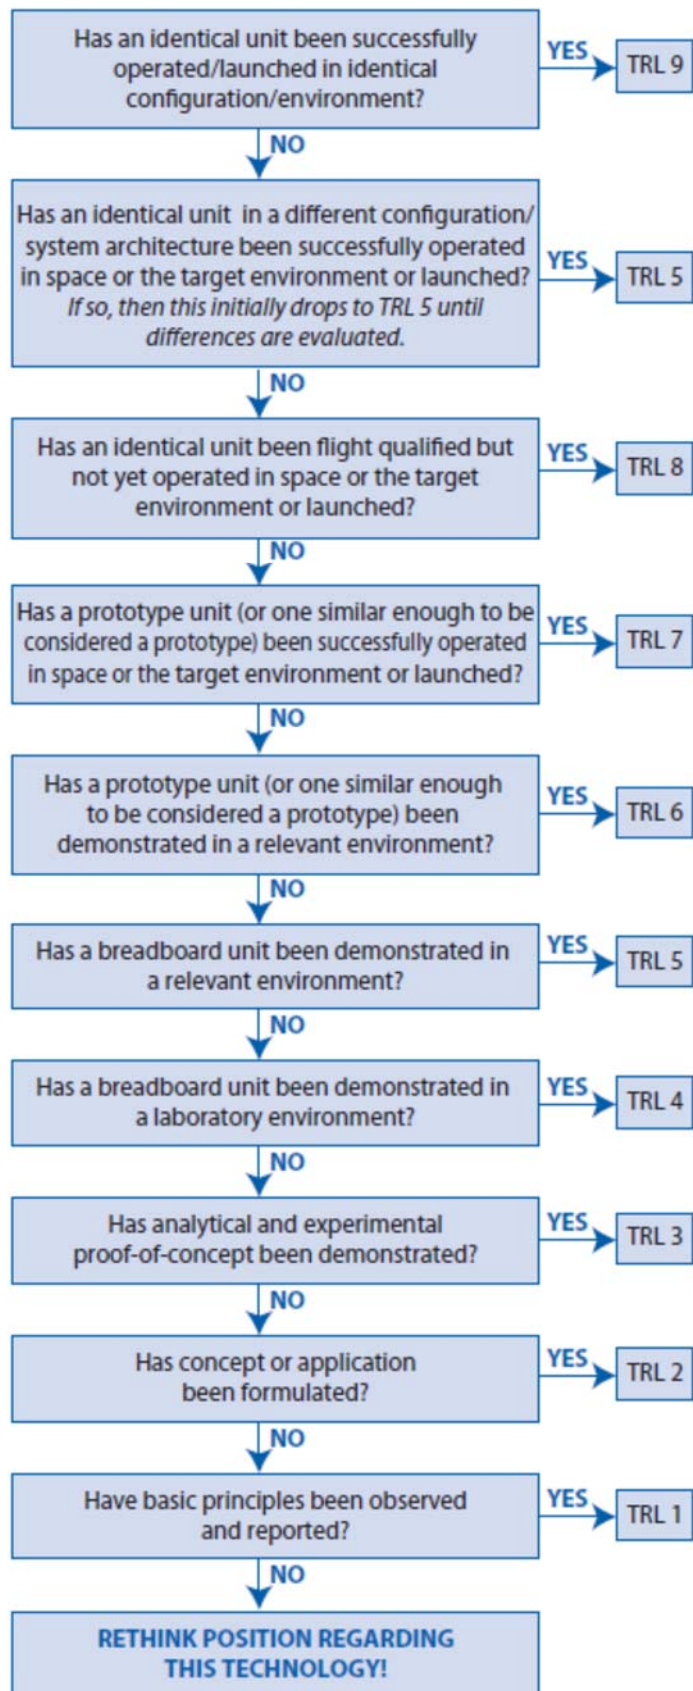 Has an identical unit been successfully
operated/launched in identical
configuration/environment?
YES
TRL 9
NO
Has an identical unit in a different configuration/
system architecture been successfully operated
in space or the target environment or launched?
If so, then this initially drops to TRL 5 until
differences are evaluated.
YES
TRL 5
NO
Has an identical unit been flight qualified but
not yet operated in space or the target
environment or launched?
YES
TRL 8
NO
Has a prototype unit (or one similar enough to be
considered a prototype) been successfully operated
in space or the target environment or launched?
YES
TRL 7
NO
Has a prototype unit (or one similar enough
to be considered a prototype) been
demonstrated in a relevant environment?
YES
TRL 6
NO
Has a breadboard unit been demonstrated in
a relevant environment?
YES
TRL 5
NO
Has a breadboard unit been demonstrated in
a laboratory environment?
YES
TRL 4
NO
Has analytical and experimental
proof-of-concept been demonstrated?
YES
TRL 3
NO
Has concept or application
been formulated?
YES
TRL 2
NO
Have basic principles been observed
and reported?
YES
TRL 1
NO
RETHINK POSITION REGARDING
THIS TECHNOLOGY!